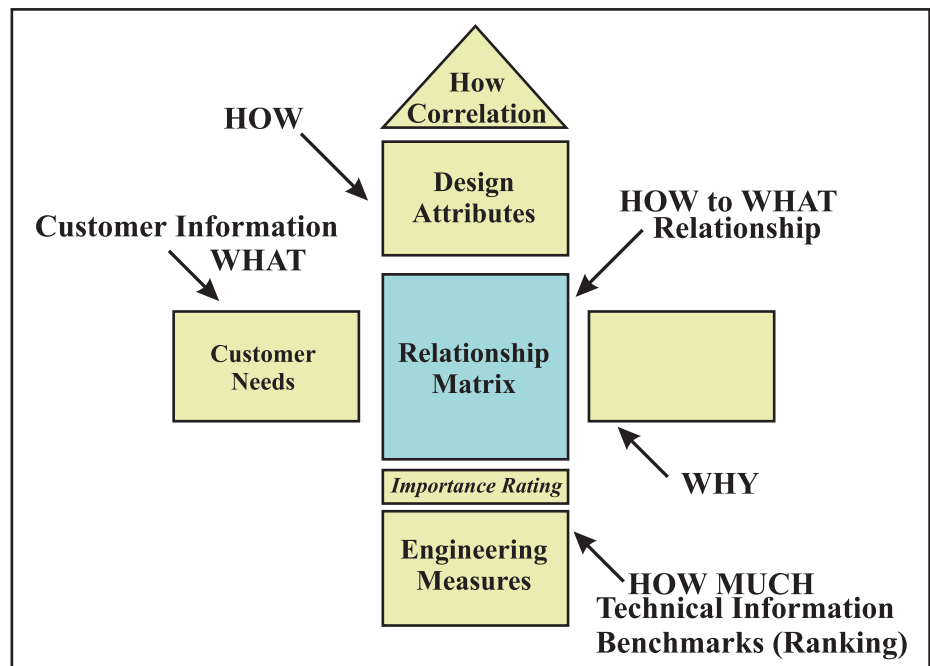 How
Correlation
HOW
Design
Attributes
HOW to WHAT
Relationship
Customer Information
WHAT
Customer
Needs
Relationship
Matrix
WHY
Importance Rating
Engineering
Measures
HOW MUCH
Technical Information
Benchmarks (Ranking)